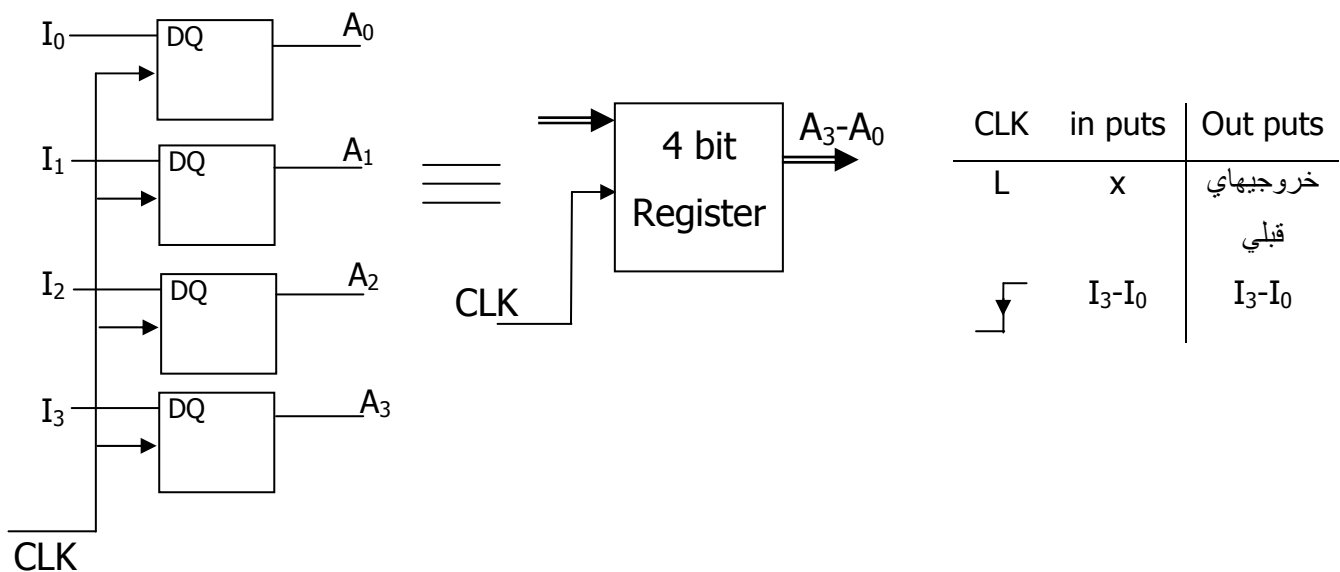 I₀ DQ A₀
I₁ DQ A₁
I₂ DQ A₂
I₃ DQ A₃
CLK
4 bit
Register
A₃-A₀
CLK
CLK in puts Out puts
L x خروجيهاي
قبلي
I₃-I₀ I₃-I₀